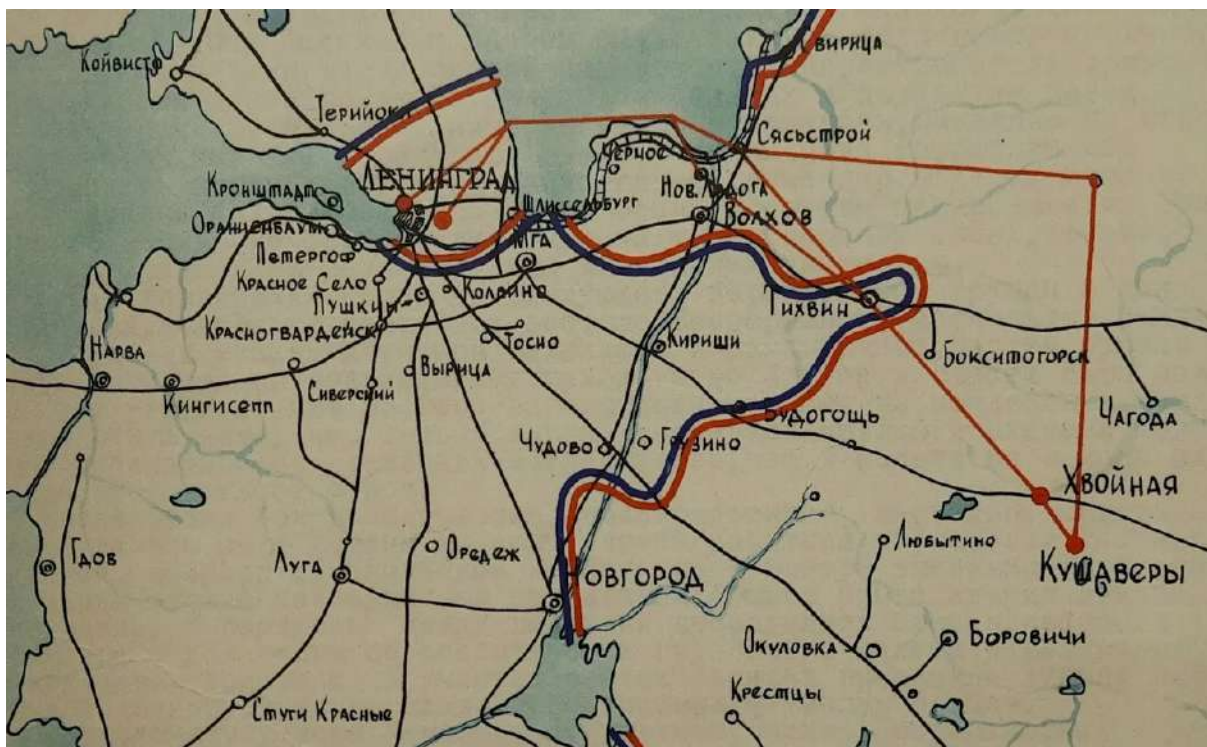 Койвисто
Свирица
Терийоки
Сясьстрой
Черное
Ленинград
Кронштадт
Нов. Ладога
Шлиссельбург
Волхов
Ораниенбаум
Петергоф
Мга
Красное Село
Колпино
Пушкин
Тихвин
Красногвардейск
Тосно
Кириши
Нарва
Бокситогорск
Вырица
Сиверский
Кингисепп
Будогощь
Чагода
Чудово
Грузино
Хвойная
Гдов
Луга
Оредеж
Любытино
Новгород
Кушаверы
Окуловка
Боровичи
Крестцы
Стуги Красные